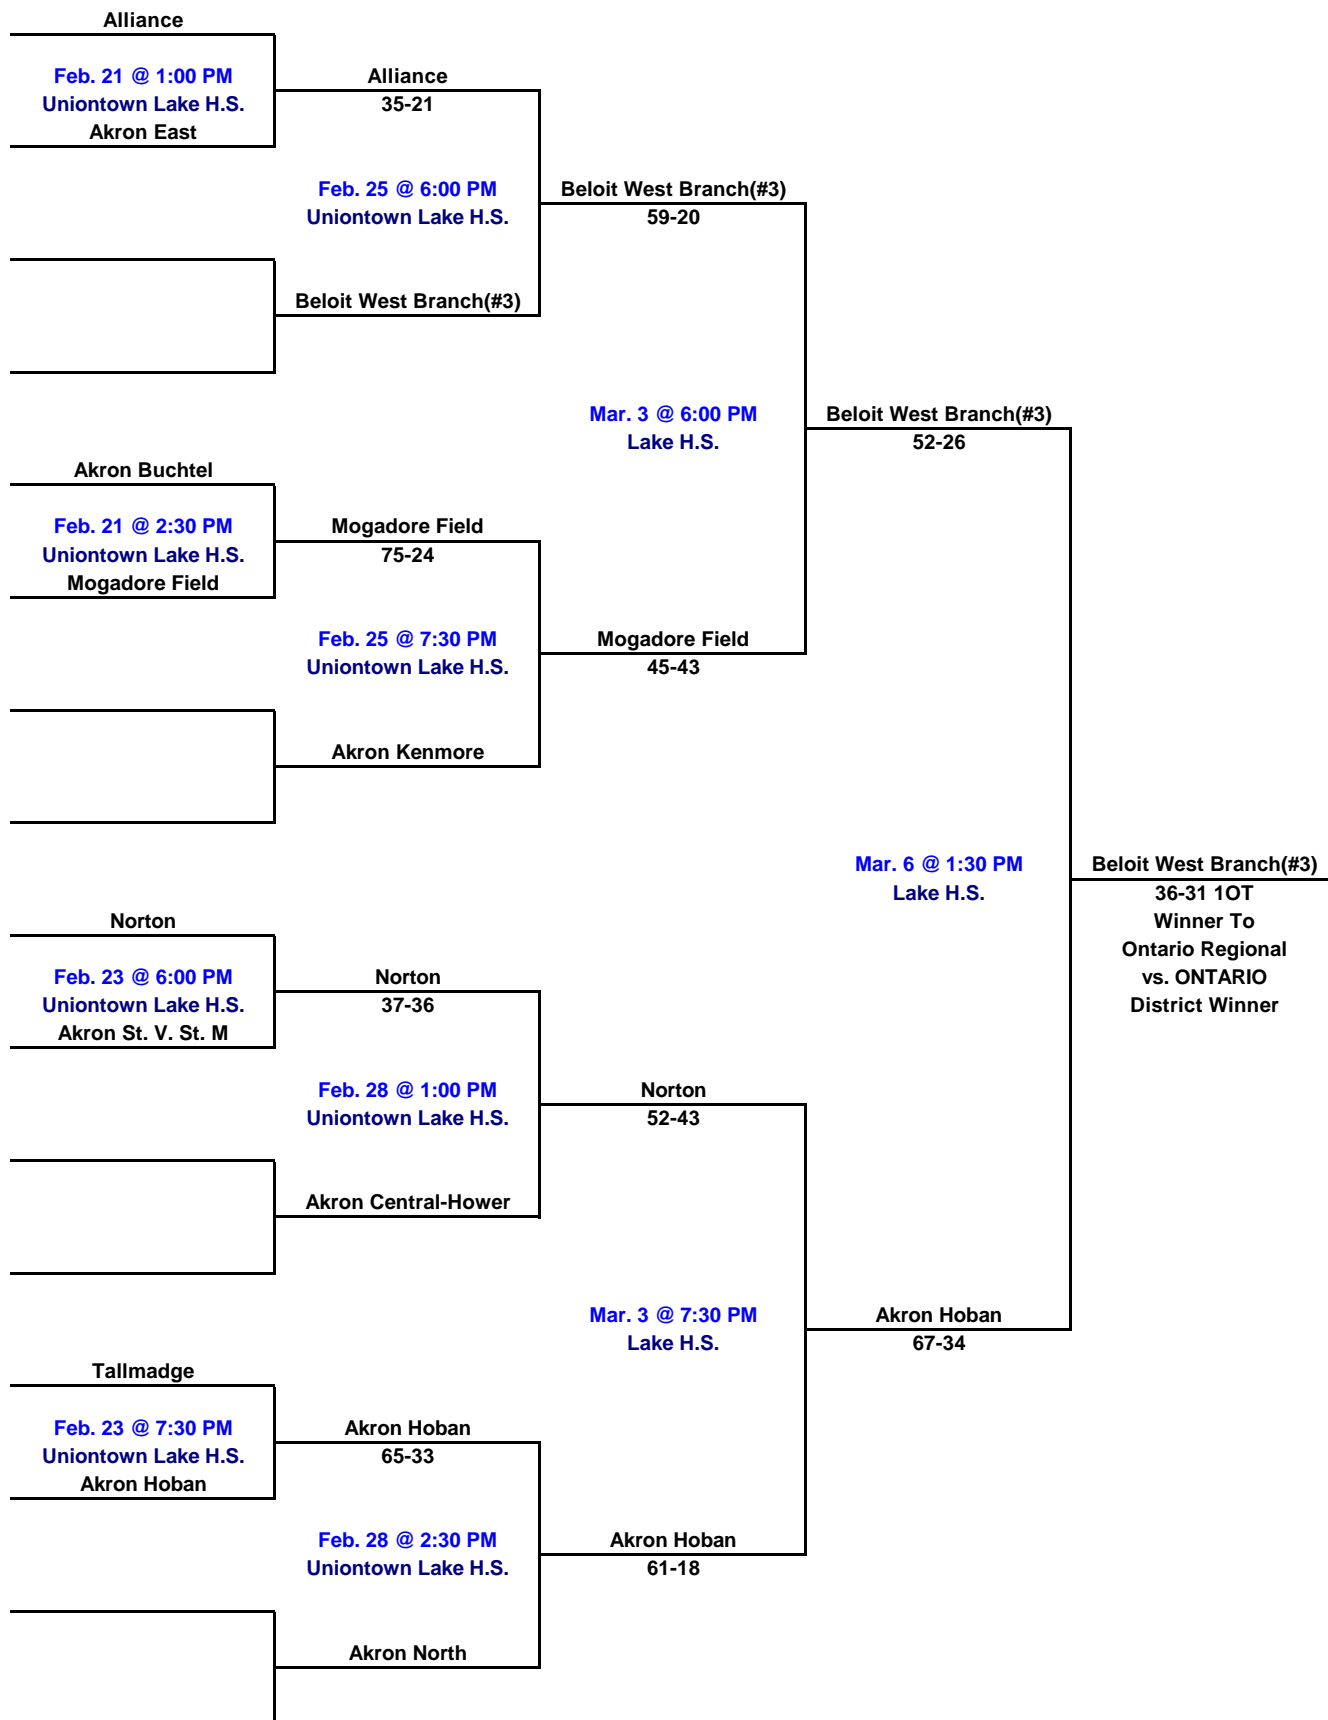 Alliance
Feb. 21 @ 1:00 PM
Uniontown Lake H.S.
Akron East
Alliance
35-21
Feb. 25 @ 6:00 PM
Uniontown Lake H.S.
Beloit West Branch(#3)
Beloit West Branch(#3)
59-20
Mar. 3 @ 6:00 PM
Lake H.S.
Beloit West Branch(#3)
52-26
Akron Buchtel
Feb. 21 @ 2:30 PM
Uniontown Lake H.S.
Mogadore Field
Mogadore Field
75-24
Feb. 25 @ 7:30 PM
Uniontown Lake H.S.
Akron Kenmore
Mogadore Field
45-43
Mar. 6 @ 1:30 PM
Lake H.S.
Beloit West Branch(#3)
36-31 1OT
Winner To
Ontario Regional
vs. ONTARIO
District Winner
Norton
Feb. 23 @ 6:00 PM
Uniontown Lake H.S.
Akron St. V. St. M
Norton
37-36
Feb. 28 @ 1:00 PM
Uniontown Lake H.S.
Akron Central-Hower
Norton
52-43
Mar. 3 @ 7:30 PM
Lake H.S.
Akron Hoban
67-34
Tallmadge
Feb. 23 @ 7:30 PM
Uniontown Lake H.S.
Akron Hoban
Akron Hoban
65-33
Feb. 28 @ 2:30 PM
Uniontown Lake H.S.
Akron North
Akron Hoban
61-18